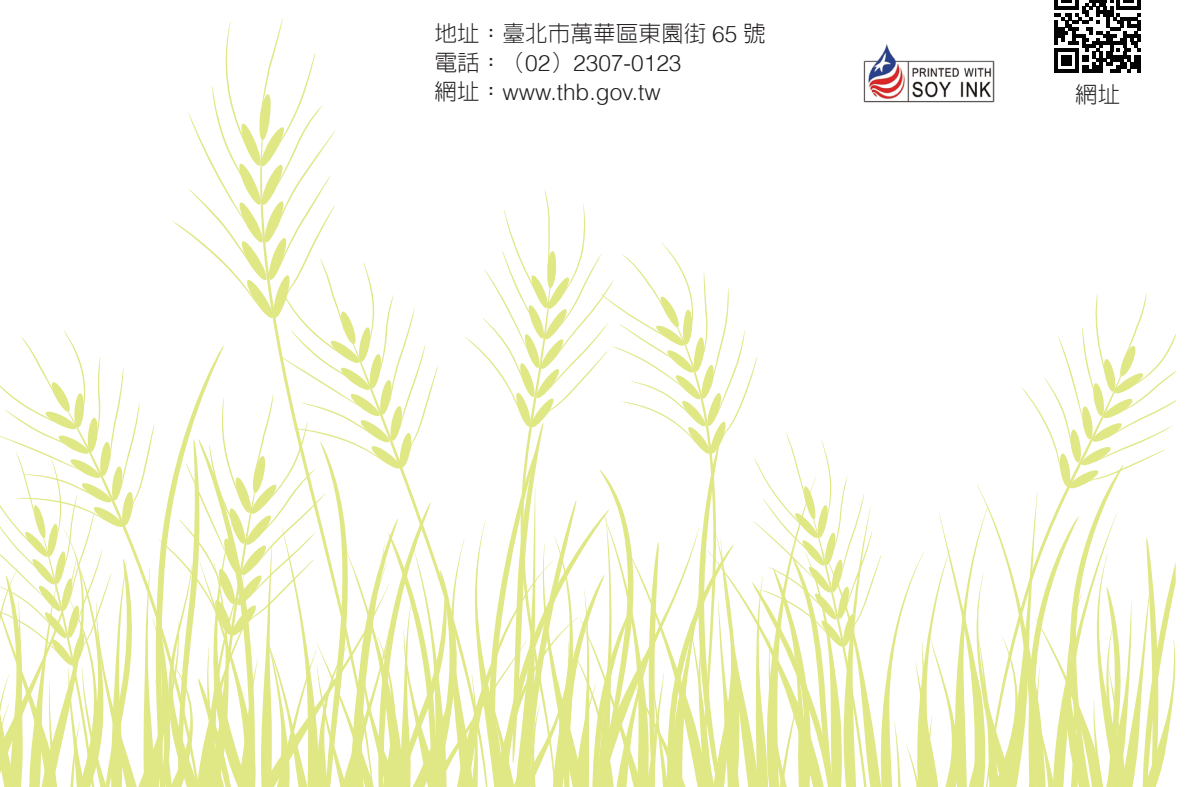 地址：臺北市萬華區東園街 65 號
電話：（02）2307-0123
網址：www.thb.gov.tw
PRINTED WITH
SOY INK
網址